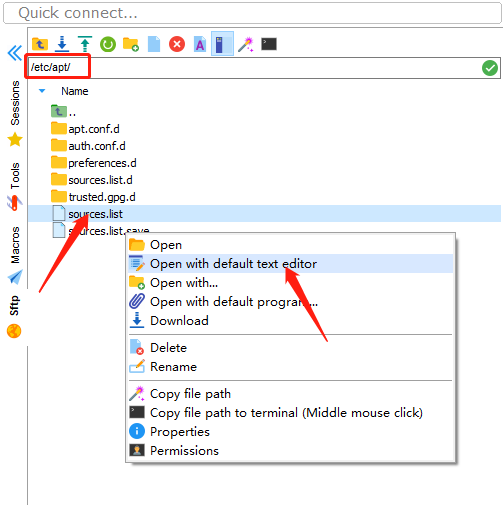 Quick connect...
/etc/apt/
Name
..
apt.conf.d
auth.conf.d
preferences.d
sources.list.d
trusted.gpg.d
sources.list
sources.list.save
Open
Open with default text editor
Open with...
Open with default program...
Download
Delete
Rename
Copy file path
Copy file path to terminal (Middle mouse click)
Properties
Permissions
Sessions
Tools
Macros
Sftp